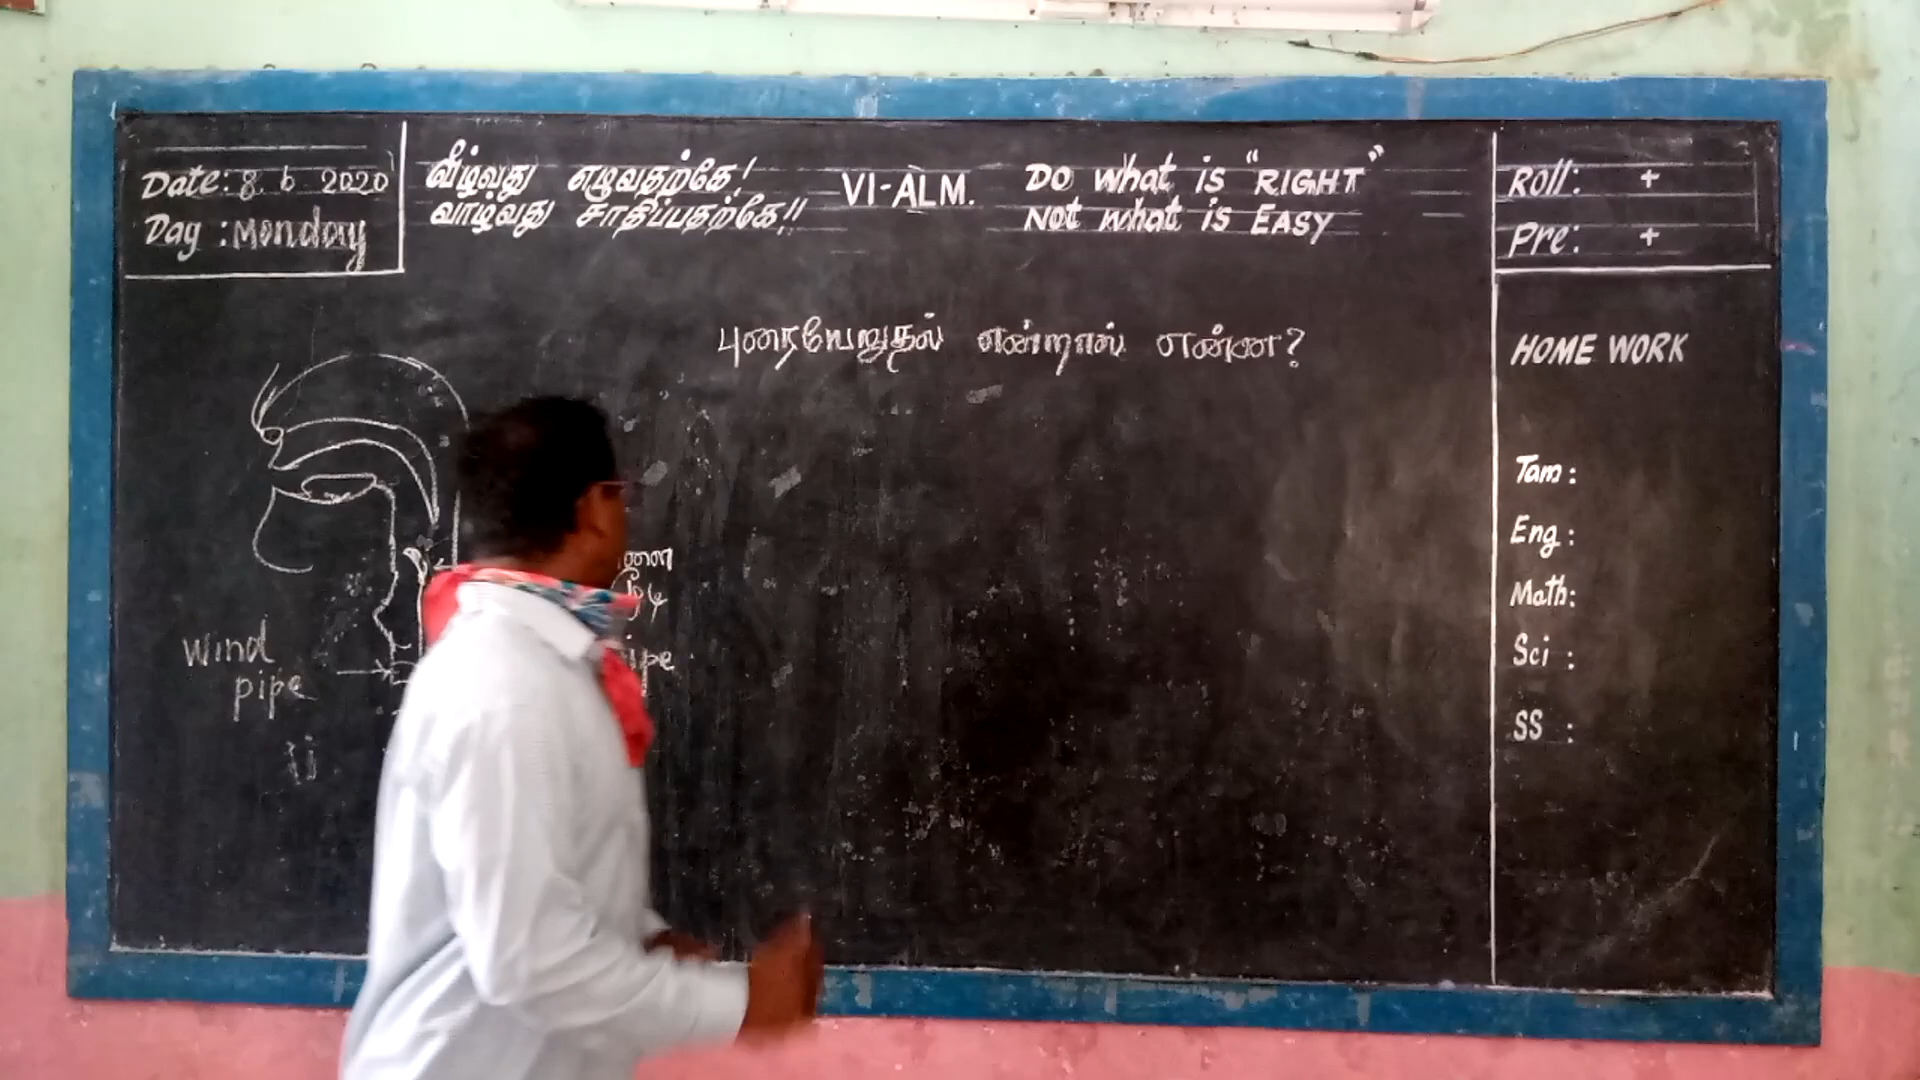 Date: 8. 6 2020
Day : Monday
வீழ்வது எழுவதற்கே!
வாழ்வது சாதிப்பதற்கே!!
VI-ALM.
DO what is "RIGHT"
Not what is EASY
Roll: +
Pre: +
புரையேறுதல் என்றால் என்ன?
HOME WORK
Tam :
Eng :
Math:
Sci :
SS :
wind
pipe